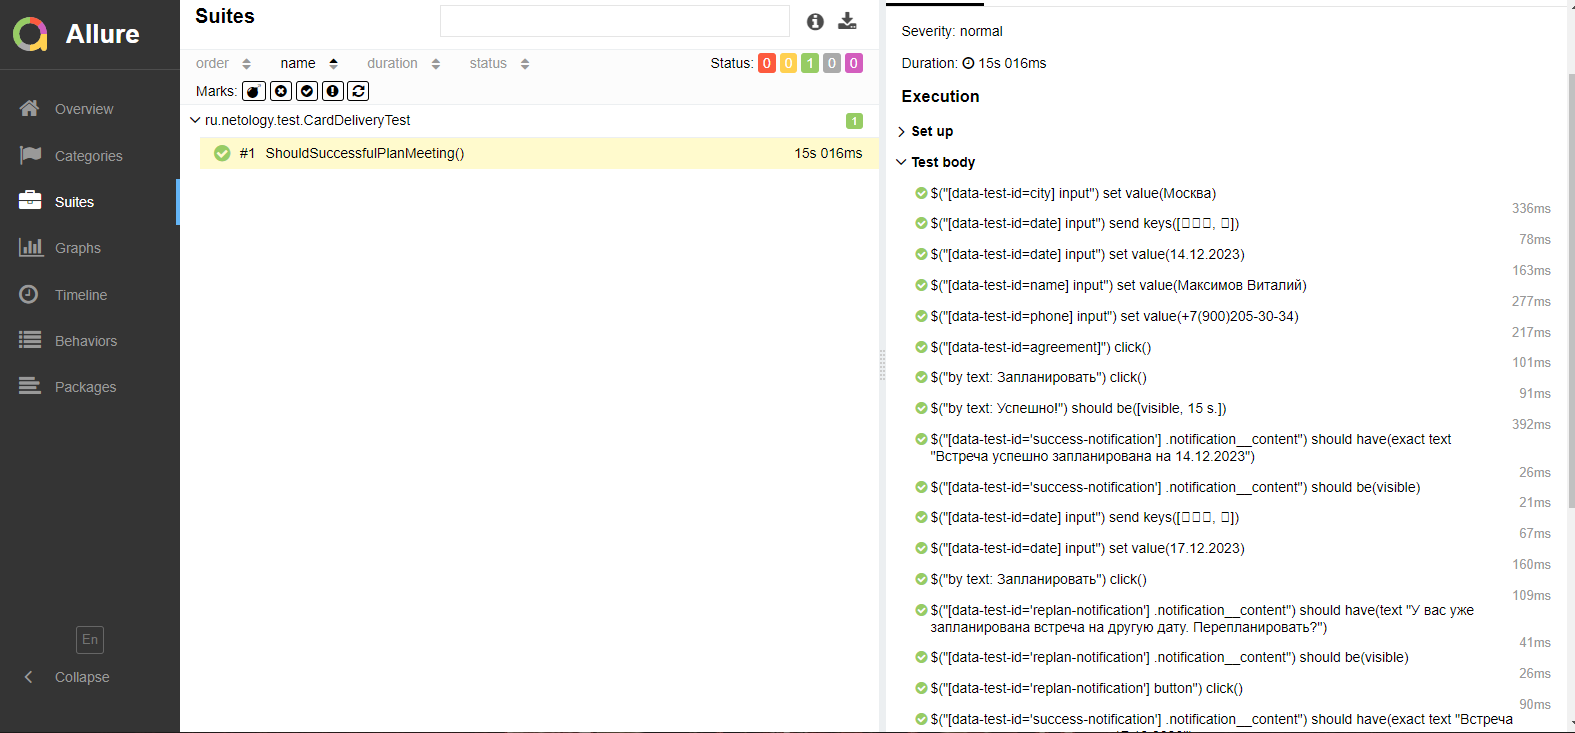 Allure
Overview
Categories
Suites
Graphs
Timeline
Behaviors
Packages
En
Collapse
Suites
order name duration status Status: 0 0 1 0 0
Marks:
ru.netology.test.CardDeliveryTest 1
#1 ShouldSuccessfulPlanMeeting() 15s 016ms
Severity: normal
Duration: 15s 016ms
Execution
Set up
Test body
$("[data-test-id=city] input") set value(Москва)
336ms
$("[data-test-id=date] input") send keys([, ])
78ms
$("[data-test-id=date] input") set value(14.12.2023)
163ms
$("[data-test-id=name] input") set value(Максимов Виталий)
277ms
$("[data-test-id=phone] input") set value(+7(900)205-30-34)
217ms
$("[data-test-id=agreement]") click()
101ms
$("by text: Запланировать") click()
91ms
$("by text: Успешно!") should be([visible, 15 s.])
392ms
$("[data-test-id='success-notification'] .notification__content") should have(exact text
"Встреча успешно запланирована на 14.12.2023")
26ms
$("[data-test-id='success-notification'] .notification__content") should be(visible)
21ms
$("[data-test-id=date] input") send keys([, ])
67ms
$("[data-test-id=date] input") set value(17.12.2023)
160ms
$("by text: Запланировать") click()
109ms
$("[data-test-id='replan-notification'] .notification__content") should have(text "У вас уже
запланирована встреча на другую дату. Перепланировать?")
41ms
$("[data-test-id='replan-notification'] .notification__content") should be(visible)
26ms
$("[data-test-id='replan-notification'] button") click()
90ms
$("[data-test-id='success-notification'] .notification__content") should have(exact text "Встреча